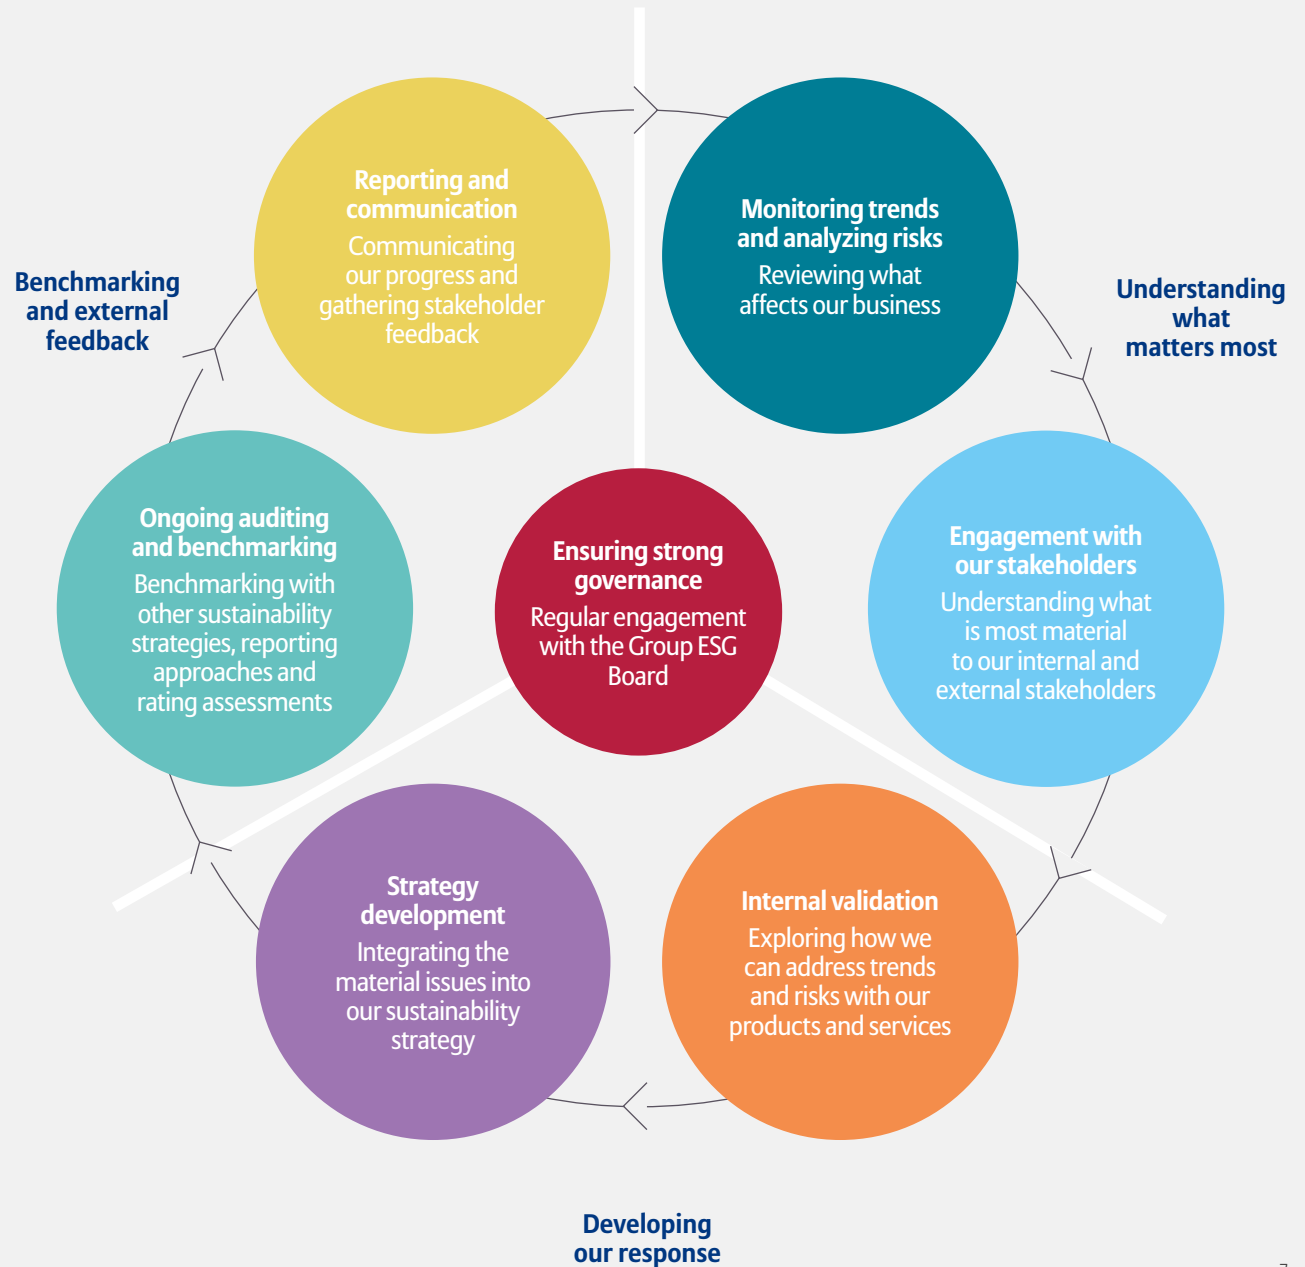 Reporting and
communication
Communicating
our progress and
gathering stakeholder
feedback
Monitoring trends
and analyzing risks
Reviewing what
affects our business
Benchmarking
and external
feedback
Understanding
what
matters most
Ongoing auditing
and benchmarking
Benchmarking with
other sustainability
strategies, reporting
approaches and
rating assessments
Ensuring strong
governance
Regular engagement
with the Group ESG
Board
Engagement with
our stakeholders
Understanding what
is most material
to our internal and
external stakeholders
Strategy
development
Integrating the
material issues into
our sustainability
strategy
Internal validation
Exploring how we
can address trends
and risks with our
products and services
Developing
our response